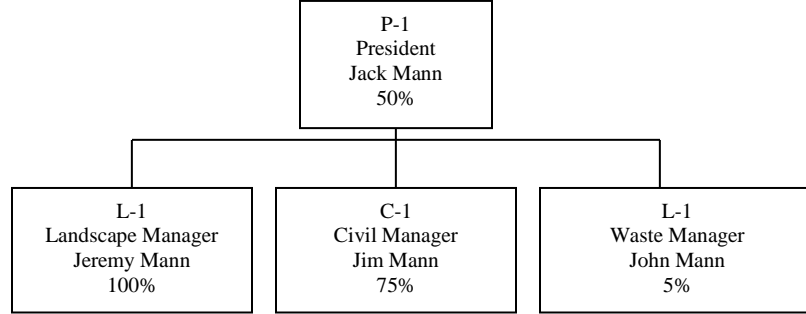 P-1
President
Jack Mann
50%
L-1
Landscape Manager
Jeremy Mann
100%
C-1
Civil Manager
Jim Mann
75%
L-1
Waste Manager
John Mann
5%